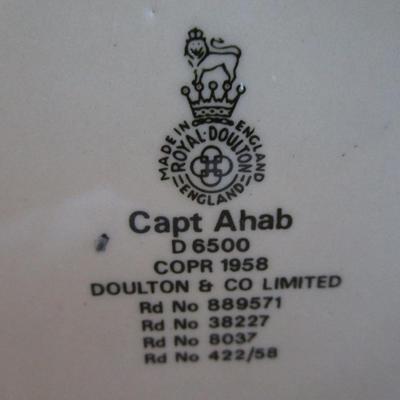 MADE IN ENGLAND
ROYAL·DOULTON
ENGLAND
Capt Ahab
D 6500
COPR 1958
DOULTON & CO LIMITED
Rd No 889571
Rd No 38227
Rd No 8037
Rd No 422/58